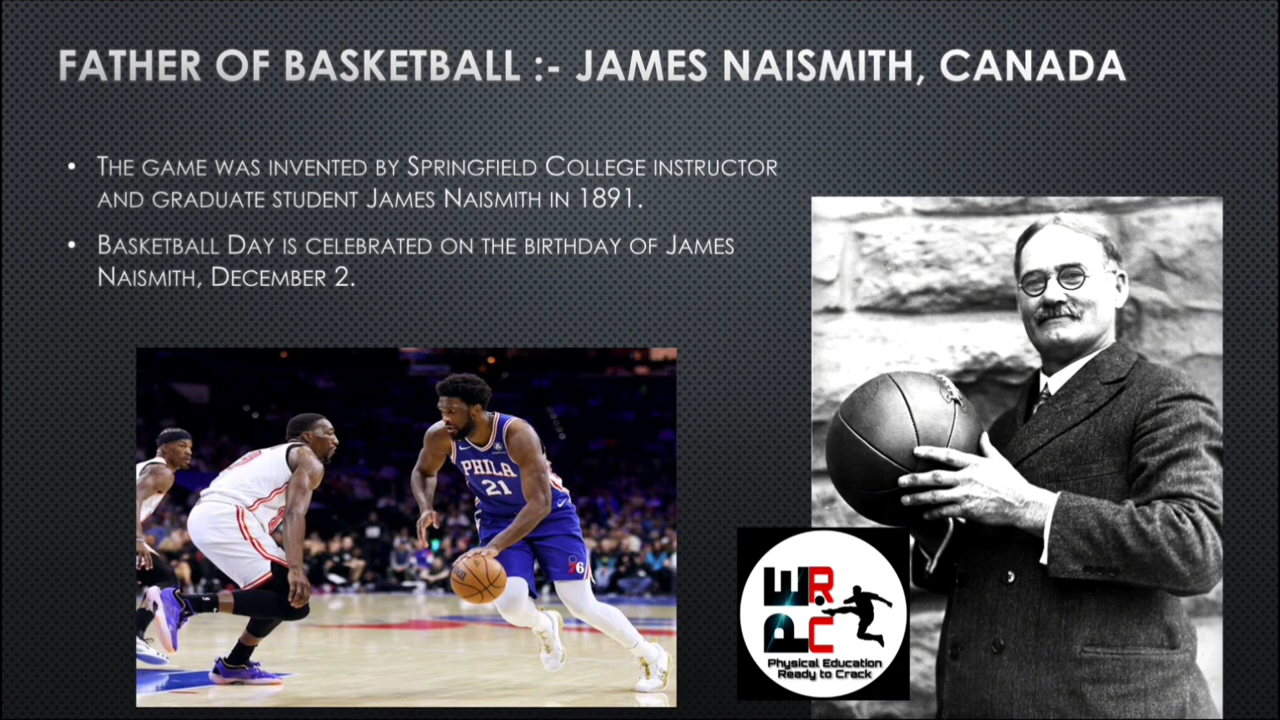 FATHER OF BASKETBALL :- JAMES NAISMITH, CANADA
• THE GAME WAS INVENTED BY SPRINGFIELD COLLEGE INSTRUCTOR
AND GRADUATE STUDENT JAMES NAISMITH IN 1891.
• BASKETBALL DAY IS CELEBRATED ON THE BIRTHDAY OF JAMES
NAISMITH, DECEMBER 2.
PHILA
21
76
PE
R.C
Physical Education
Ready to Crack